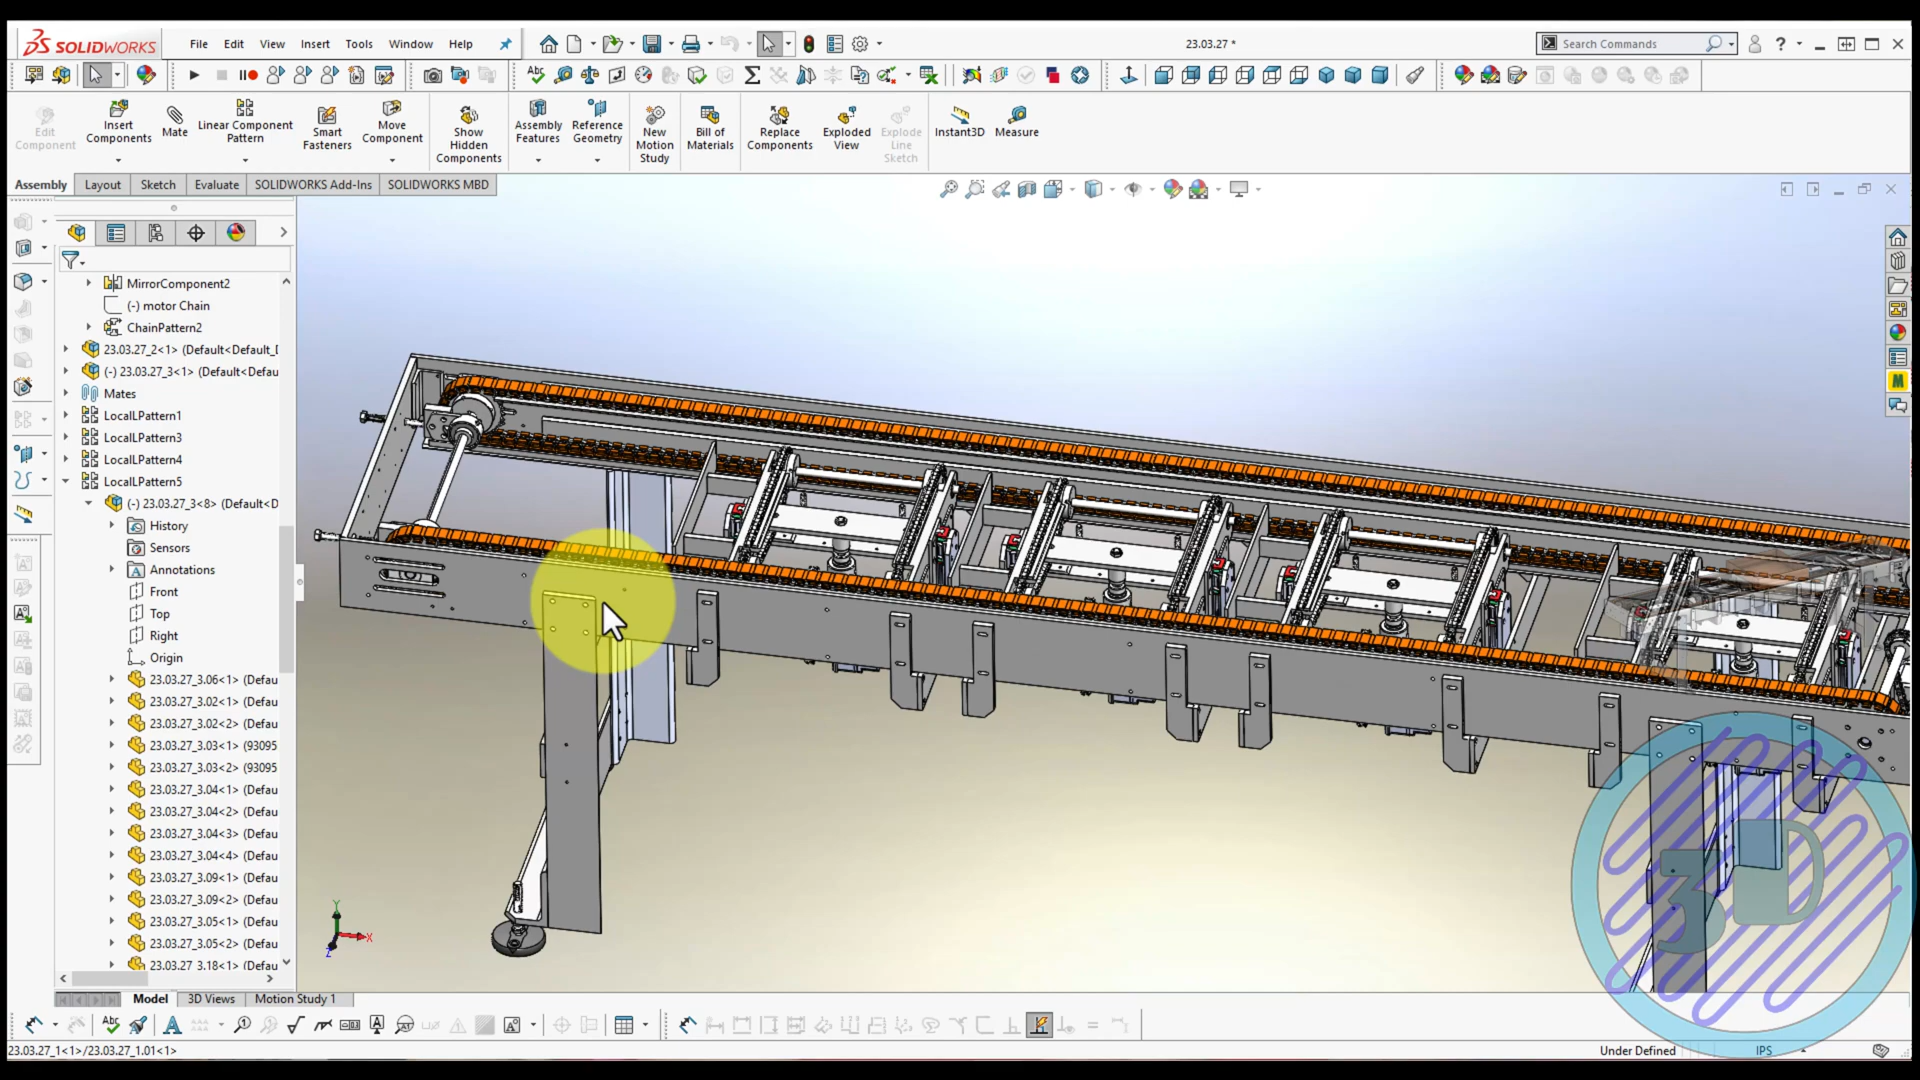 SOLIDWORKS
File Edit View Insert Tools Window Help
23.03.27 *
Search Commands
Edit Component
Insert Components
Mate
Linear Component Pattern
Smart Fasteners
Move Component
Show Hidden Components
Assembly Features
Reference Geometry
New Motion Study
Bill of Materials
Replace Components
Exploded View
Explode Line Sketch
Instant3D
Measure
Assembly Layout Sketch Evaluate SOLIDWORKS Add-Ins SOLIDWORKS MBD
MirrorComponent2
(-) motor Chain
ChainPattern2
23.03.27_2<1> (Default<Default_D
(-) 23.03.27_3<1> (Default<Defau
Mates
LocalLPattern1
LocalLPattern3
LocalLPattern4
LocalLPattern5
(-) 23.03.27_3<8> (Default<D
History
Sensors
Annotations
Front
Top
Right
Origin
23.03.27_3.06<1> (Defau
23.03.27_3.02<1> (Defau
23.03.27_3.02<2> (Defau
23.03.27_3.03<1> (93095
23.03.27_3.03<2> (93095
23.03.27_3.04<1> (Defau
23.03.27_3.04<2> (Defau
23.03.27_3.04<3> (Defau
23.03.27_3.04<4> (Defau
23.03.27_3.09<1> (Defau
23.03.27_3.09<2> (Defau
23.03.27_3.05<1> (Defau
23.03.27_3.05<2> (Defau
23.03.27_3.18<1> (Defau
Y
X
Z
3D
Model 3D Views Motion Study 1
23.03.27_1<1>/23.03.27_1.01<1>
Under Defined
IPS